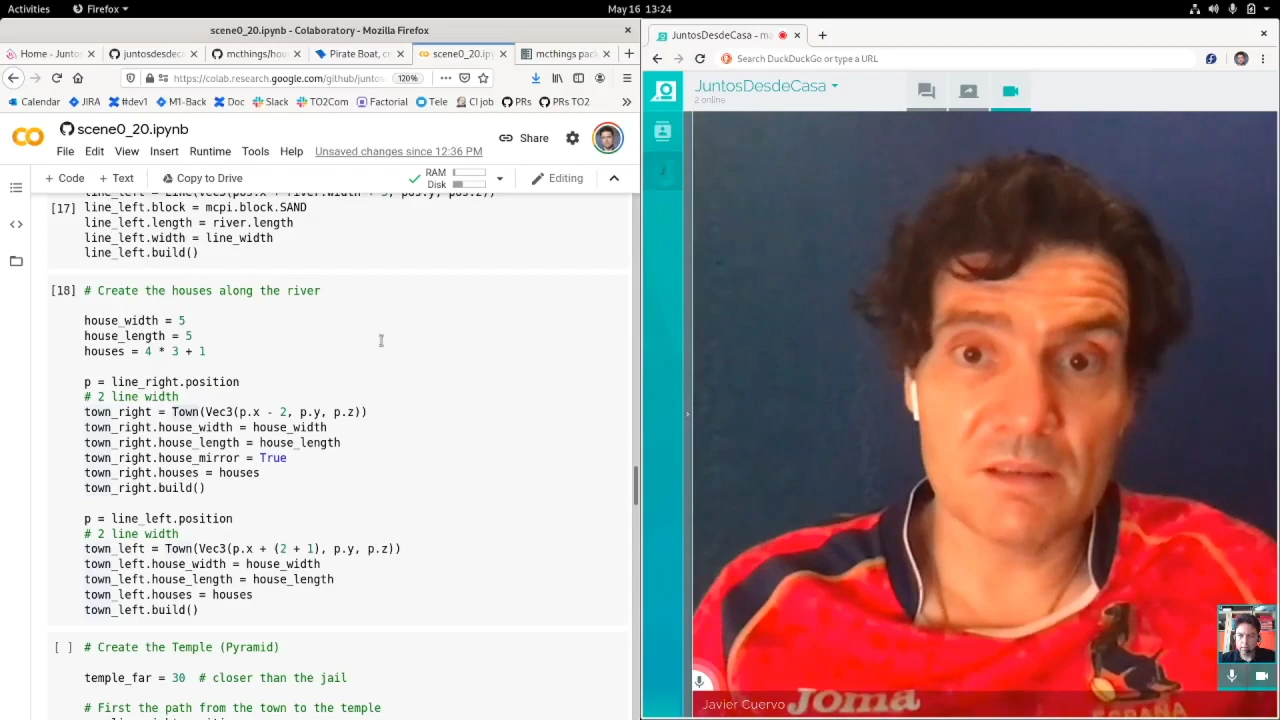 Activities
Firefox
May 16 13:24
scene0_20.ipynb - Colaboratory - Mozilla Firefox
Home - Juntos
juntosdesdec
mcthings/hou
Pirate Boat, c
scene0_20.ipy
mcthings pac
https://colab.research.google.com/github/juntos
120%
Calendar
JIRA
#dev1
M1-Back
Doc
Slack
TO2Com
Factorial
Tele
CI job
PRs
PRs TO2
scene0_20.ipynb
Share
File Edit View Insert Runtime Tools Help Unsaved changes since 12:36 PM
+ Code + Text Copy to Drive
RAM
Disk
Editing
line_left = Line(Vec3(pos.x + river.width + 3, pos.y, pos.z))
[17] line_left.block = mcpi.block.SAND
line_left.length = river.length
line_left.width = line_width
line_left.build()
[18] # Create the houses along the river
house_width = 5
house_length = 5
houses = 4 * 3 + 1
p = line_right.position
# 2 line width
town_right = Town(Vec3(p.x - 2, p.y, p.z))
town_right.house_width = house_width
town_right.house_length = house_length
town_right.house_mirror = True
town_right.houses = houses
town_right.build()
p = line_left.position
# 2 line width
town_left = Town(Vec3(p.x + (2 + 1), p.y, p.z))
town_left.house_width = house_width
town_left.house_length = house_length
town_left.houses = houses
town_left.build()
[ ] # Create the Temple (Pyramid)
temple_far = 30 # closer than the jail
# First the path from the town to the temple
JuntosDesdeCasa - ma
Search DuckDuckGo or type a URL
JuntosDesdeCasa
2 online
Joma
ESPAÑA
Javier Cuervo